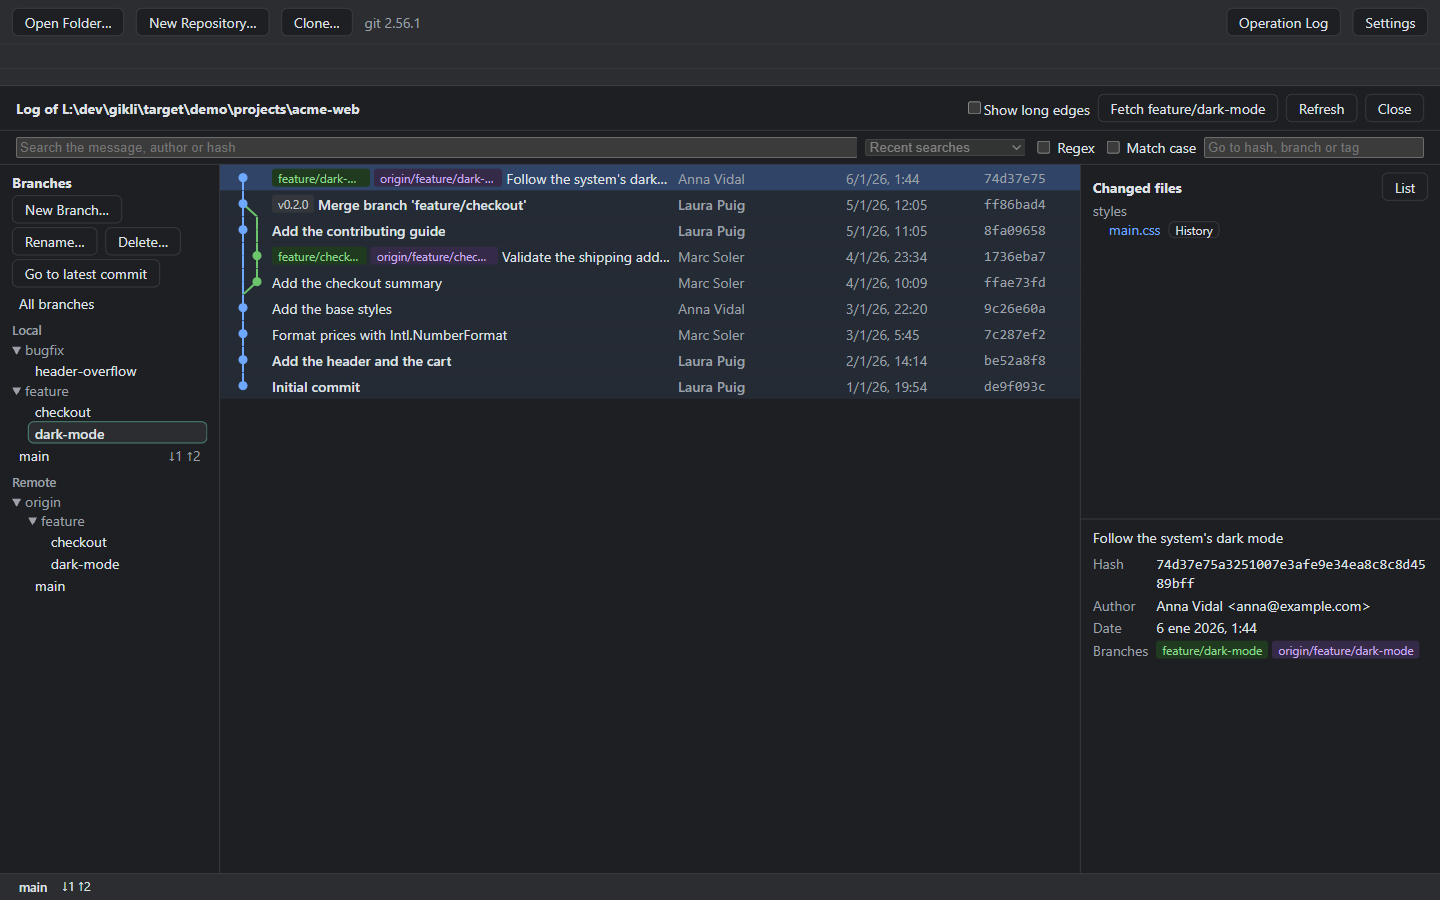 Open Folder... New Repository... Clone... git 2.56.1 Operation Log Settings
Log of L:\dev\gikli\target\demo\projects\acme-web Show long edges Fetch feature/dark-mode Refresh Close
Search the message, author or hash Recent searches Regex Match case Go to hash, branch or tag
Branches
New Branch...
Rename... Delete...
Go to latest commit
All branches
Local
bugfix
header-overflow
feature
checkout
dark-mode
main ↓1 ↑2
Remote
origin
feature
checkout
dark-mode
main
feature/dark-... origin/feature/dark-... Follow the system's dark... Anna Vidal 6/1/26, 1:44 74d37e75
v0.2.0 Merge branch 'feature/checkout' Laura Puig 5/1/26, 12:05 ff86bad4
Add the contributing guide Laura Puig 5/1/26, 11:05 8fa09658
feature/check... origin/feature/chec... Validate the shipping add... Marc Soler 4/1/26, 23:34 1736eba7
Add the checkout summary Marc Soler 4/1/26, 10:09 ffae73fd
Add the base styles Anna Vidal 3/1/26, 22:20 9c26e60a
Format prices with Intl.NumberFormat Marc Soler 3/1/26, 5:45 7c287ef2
Add the header and the cart Laura Puig 2/1/26, 14:14 be52a8f8
Initial commit Laura Puig 1/1/26, 19:54 de9f093c
Changed files List
styles
main.css History
Follow the system's dark mode
Hash 74d37e75a3251007e3afe9e34ea8c8c8d45
89bff
Author Anna Vidal <anna@example.com>
Date 6 ene 2026, 1:44
Branches feature/dark-mode origin/feature/dark-mode
main ↓1 ↑2